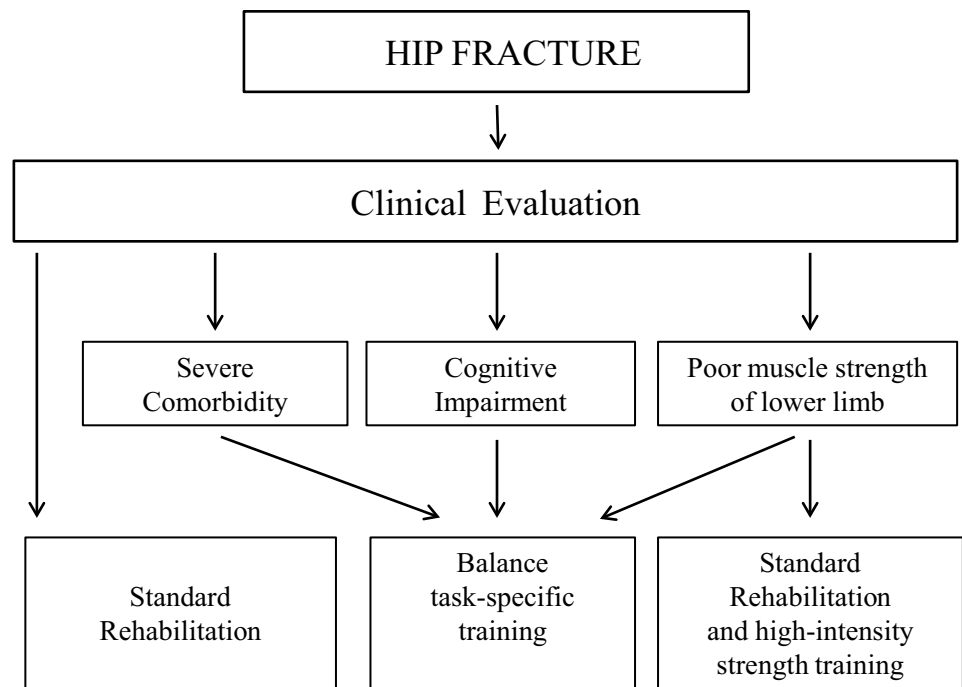 HIP FRACTURE
Clinical Evaluation
Severe
Comorbidity
Cognitive
Impairment
Poor muscle strength
of lower limb
Standard
Rehabilitation
Balance
task-specific
training
Standard
Rehabilitation
and high-intensity
strength training